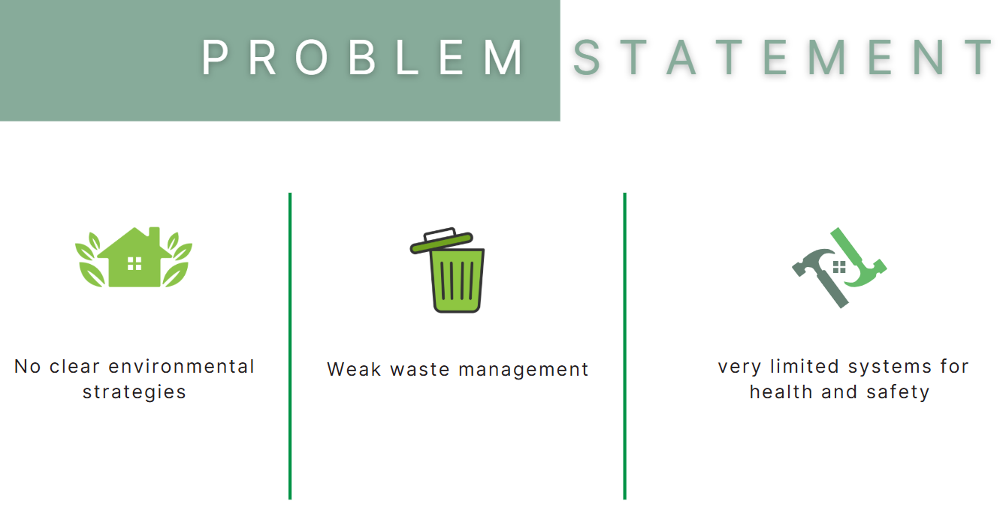 PROBLEM STATEMENT
No clear environmental
strategies
Weak waste management
very limited systems for
health and safety